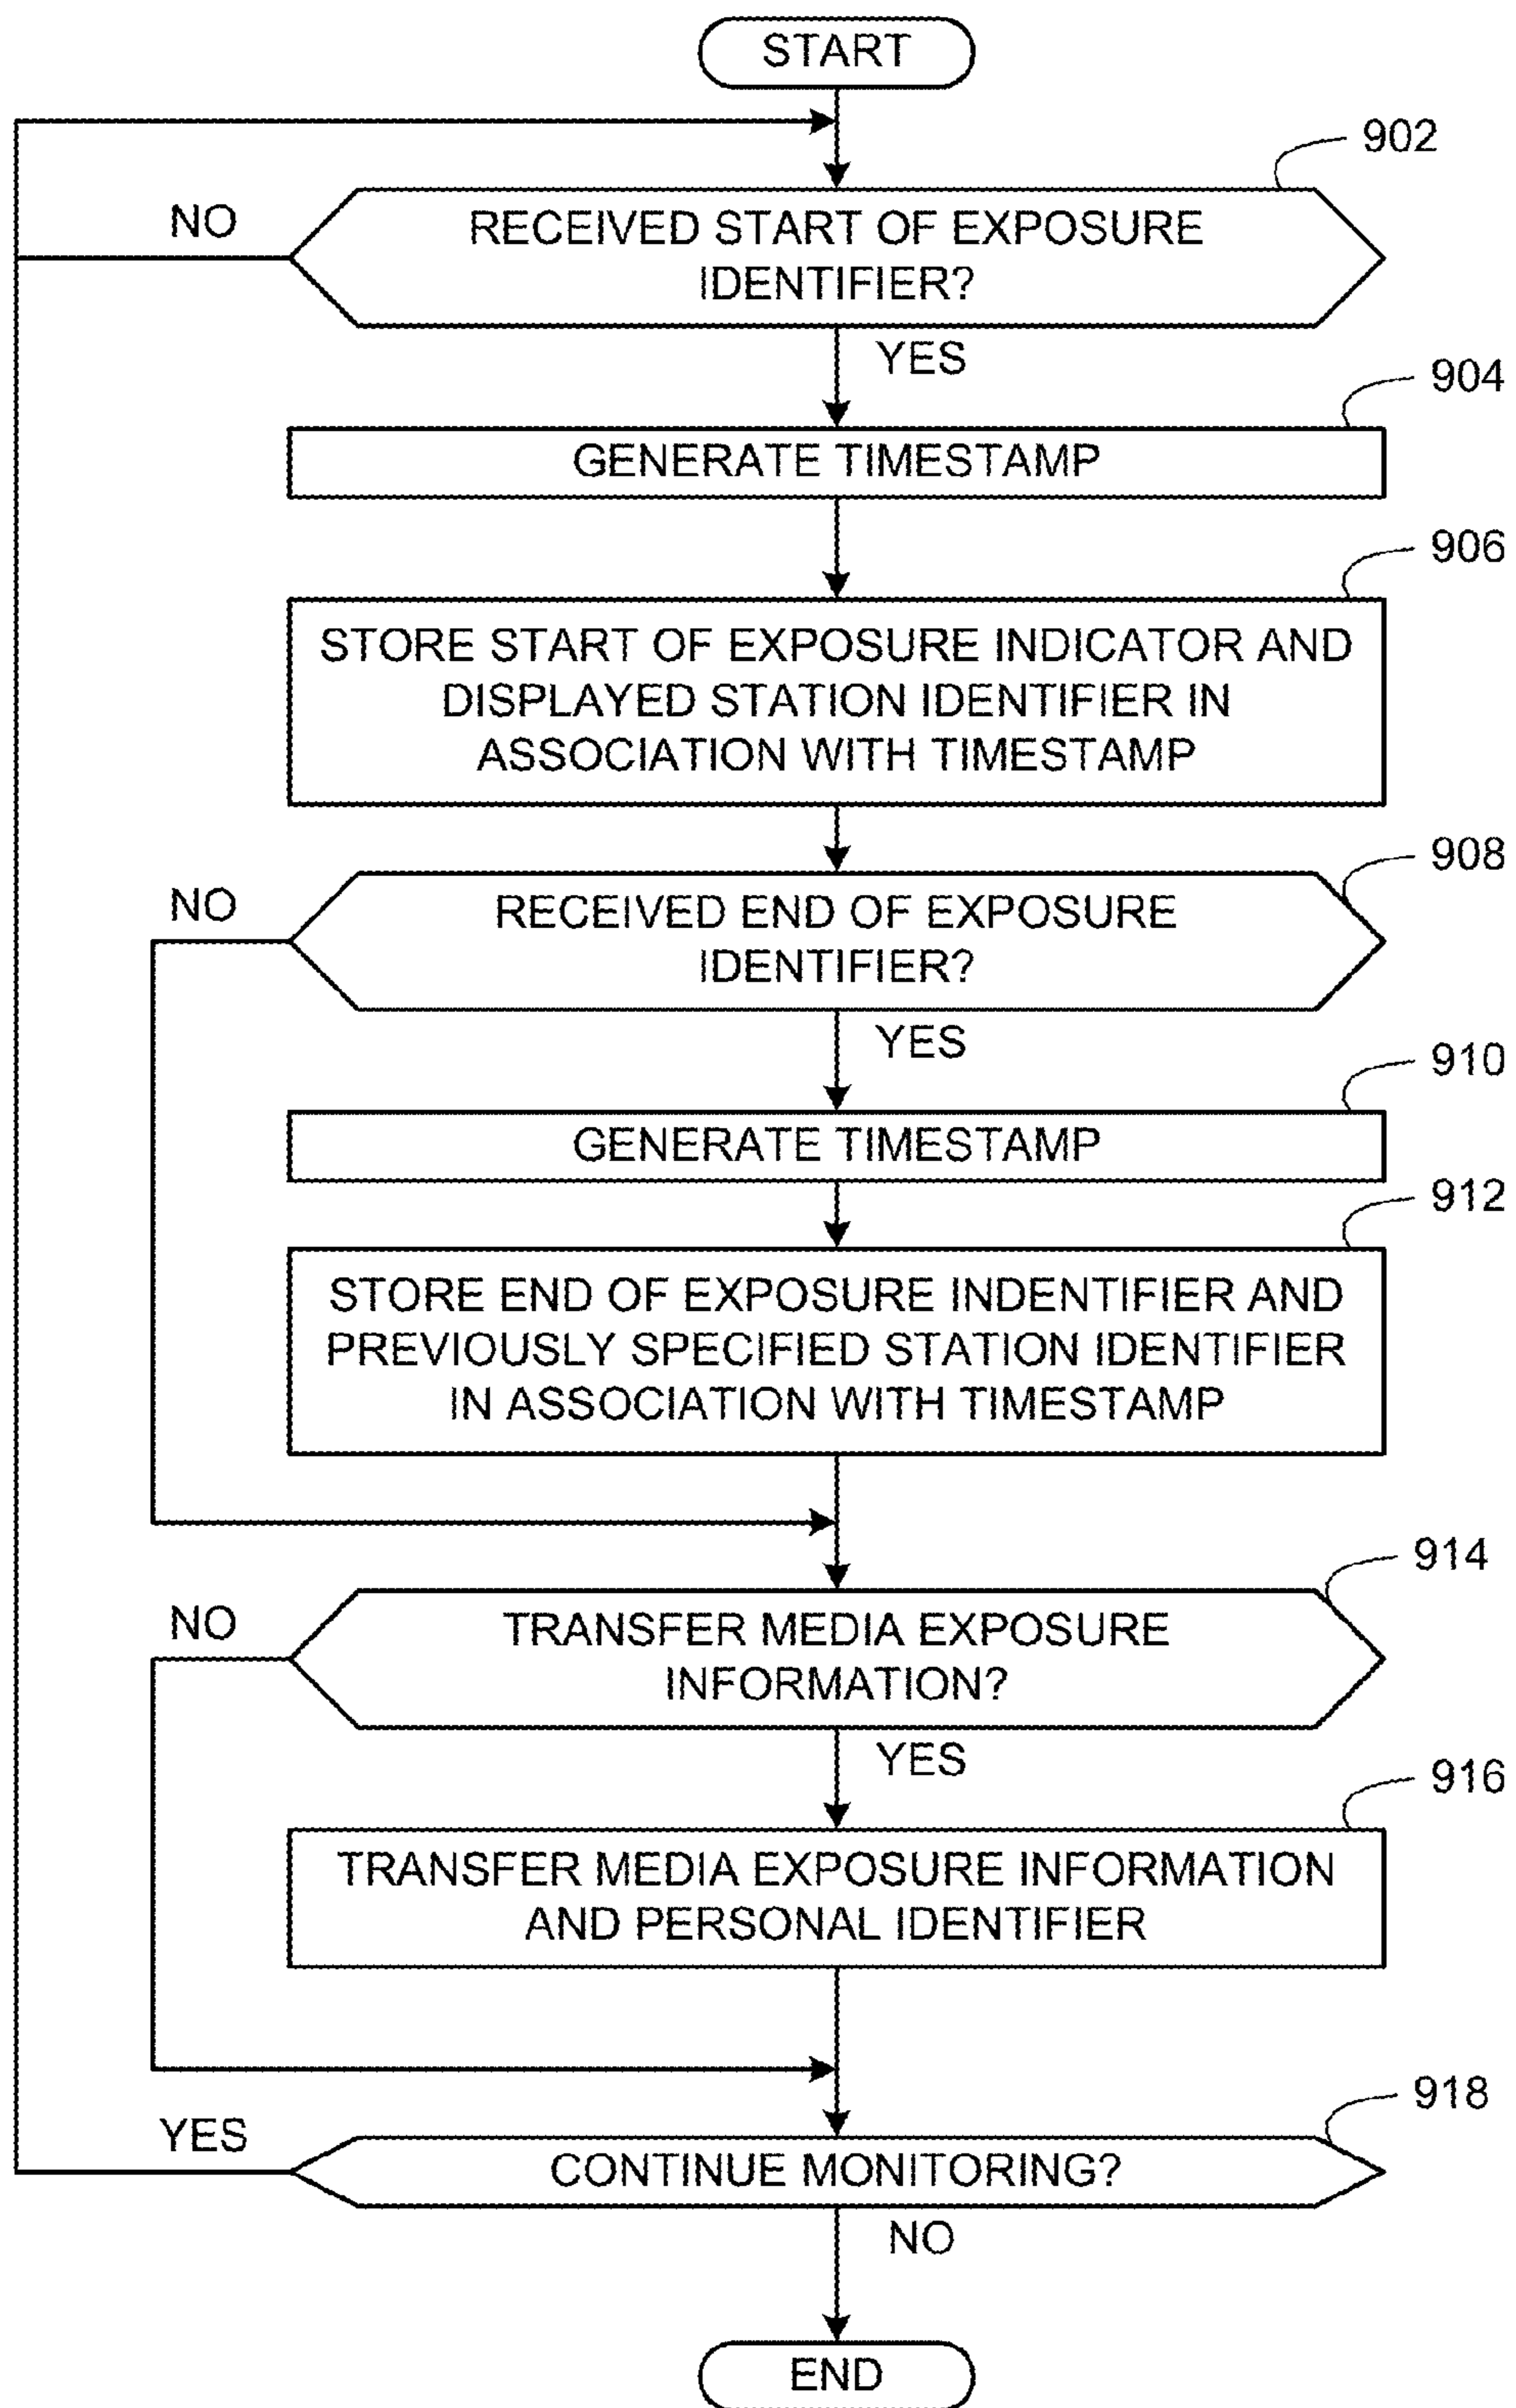 START
902
NO
RECEIVED START OF EXPOSURE
IDENTIFIER?
YES
904
GENERATE TIMESTAMP
906
STORE START OF EXPOSURE INDICATOR AND
DISPLAYED STATION IDENTIFIER IN
ASSOCIATION WITH TIMESTAMP
908
NO
RECEIVED END OF EXPOSURE
IDENTIFIER?
YES
910
GENERATE TIMESTAMP
912
STORE END OF EXPOSURE INDENTIFIER AND
PREVIOUSLY SPECIFIED STATION IDENTIFIER
IN ASSOCIATION WITH TIMESTAMP
914
NO
TRANSFER MEDIA EXPOSURE
INFORMATION?
YES
916
TRANSFER MEDIA EXPOSURE INFORMATION
AND PERSONAL IDENTIFIER
918
YES
CONTINUE MONITORING?
NO
END